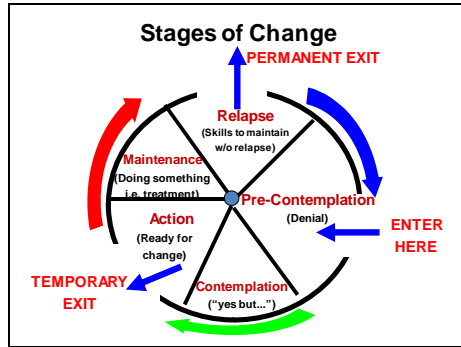 Stages of Change
PERMANENT EXIT
Relapse
(Skills to maintain
w/o relapse)
Maintenance
(Doing something
i.e. treatment)
Pre-Contemplation
(Denial)
Action
(Ready for
change)
ENTER
HERE
TEMPORARY
EXIT
Contemplation
("yes but...")